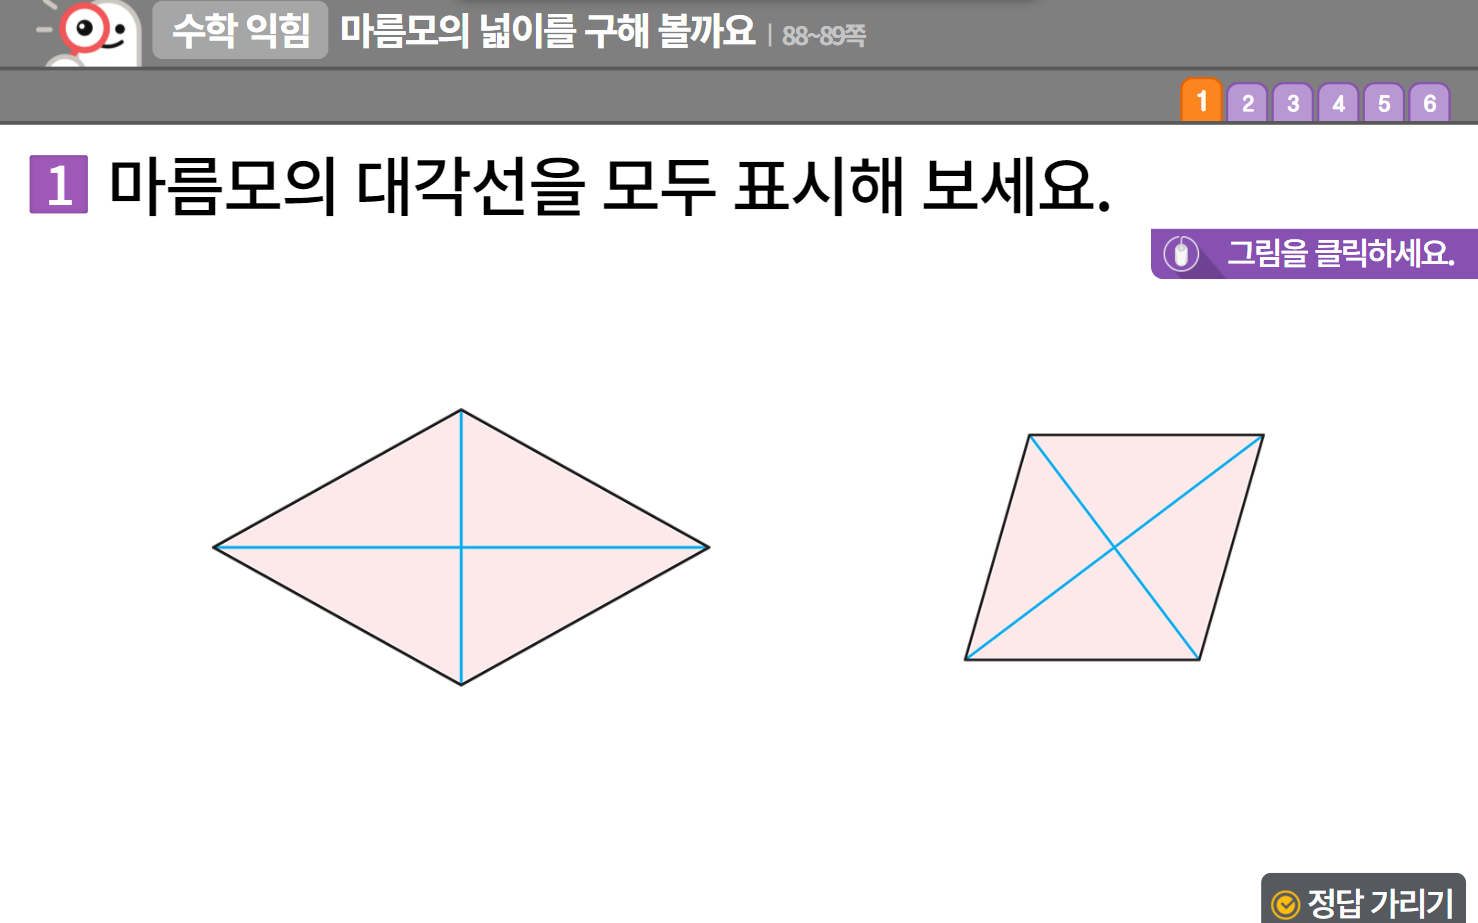 수학 익힘 마름모의 넓이를 구해 볼까요 | 88~89쪽
1 2 3 4 5 6
1 마름모의 대각선을 모두 표시해 보세요.
그림을 클릭하세요.
정답 가리기